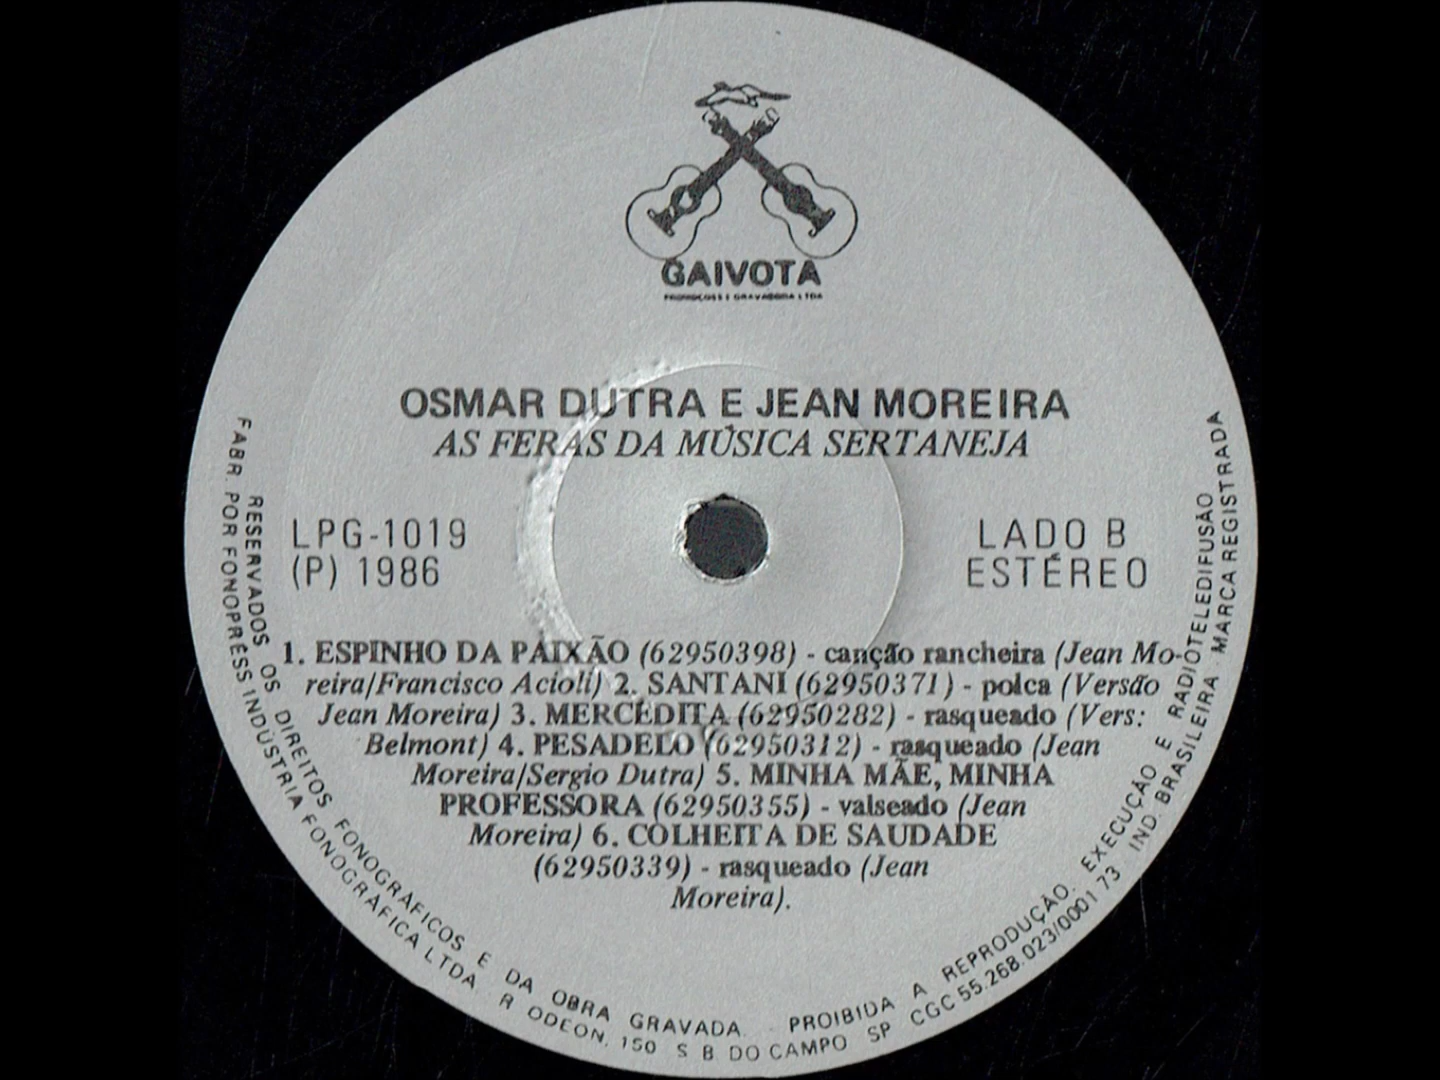 GAIVOTA
PROMOÇOES E GRAVADORA LTDA
OSMAR DUTRA E JEAN MOREIRA
AS FERAS DA MÚSICA SERTANEJA
LPG-1019
(P) 1986
LADO B
ESTÉREO
1. ESPINHO DA PAIXÃO (62950398) - canção rancheira (Jean Mo-
reira/Francisco Acioli) 2. SANTANI (62950371) - polca (Versão
Jean Moreira) 3. MERCÊDITA (62950282) - rasqueado (Vers:
Belmont) 4. PESADELO (62950312) - rasqueado (Jean
Moreira/Sergio Dutra) 5. MINHA MÃE, MINHA
PROFESSORA (62950355) - valseado (Jean
Moreira) 6. COLHEITA DE SAUDADE
(62950339) - rasqueado (Jean
Moreira).
RESERVADOS OS DIREITOS FONOGRÁFICOS E DA OBRA GRAVADA. PROIBIDA A REPRODUÇÃO, EXECUÇÃO E RADIOTELEDIFUSÃO
FABR. POR FONOPRESS INDÚSTRIA FONOGRÁFICA LTDA. R ODEON, 150 S B DO CAMPO SP CGC 55.268.023/0001 73 IND. BRASILEIRA - MARCA REGISTRADA